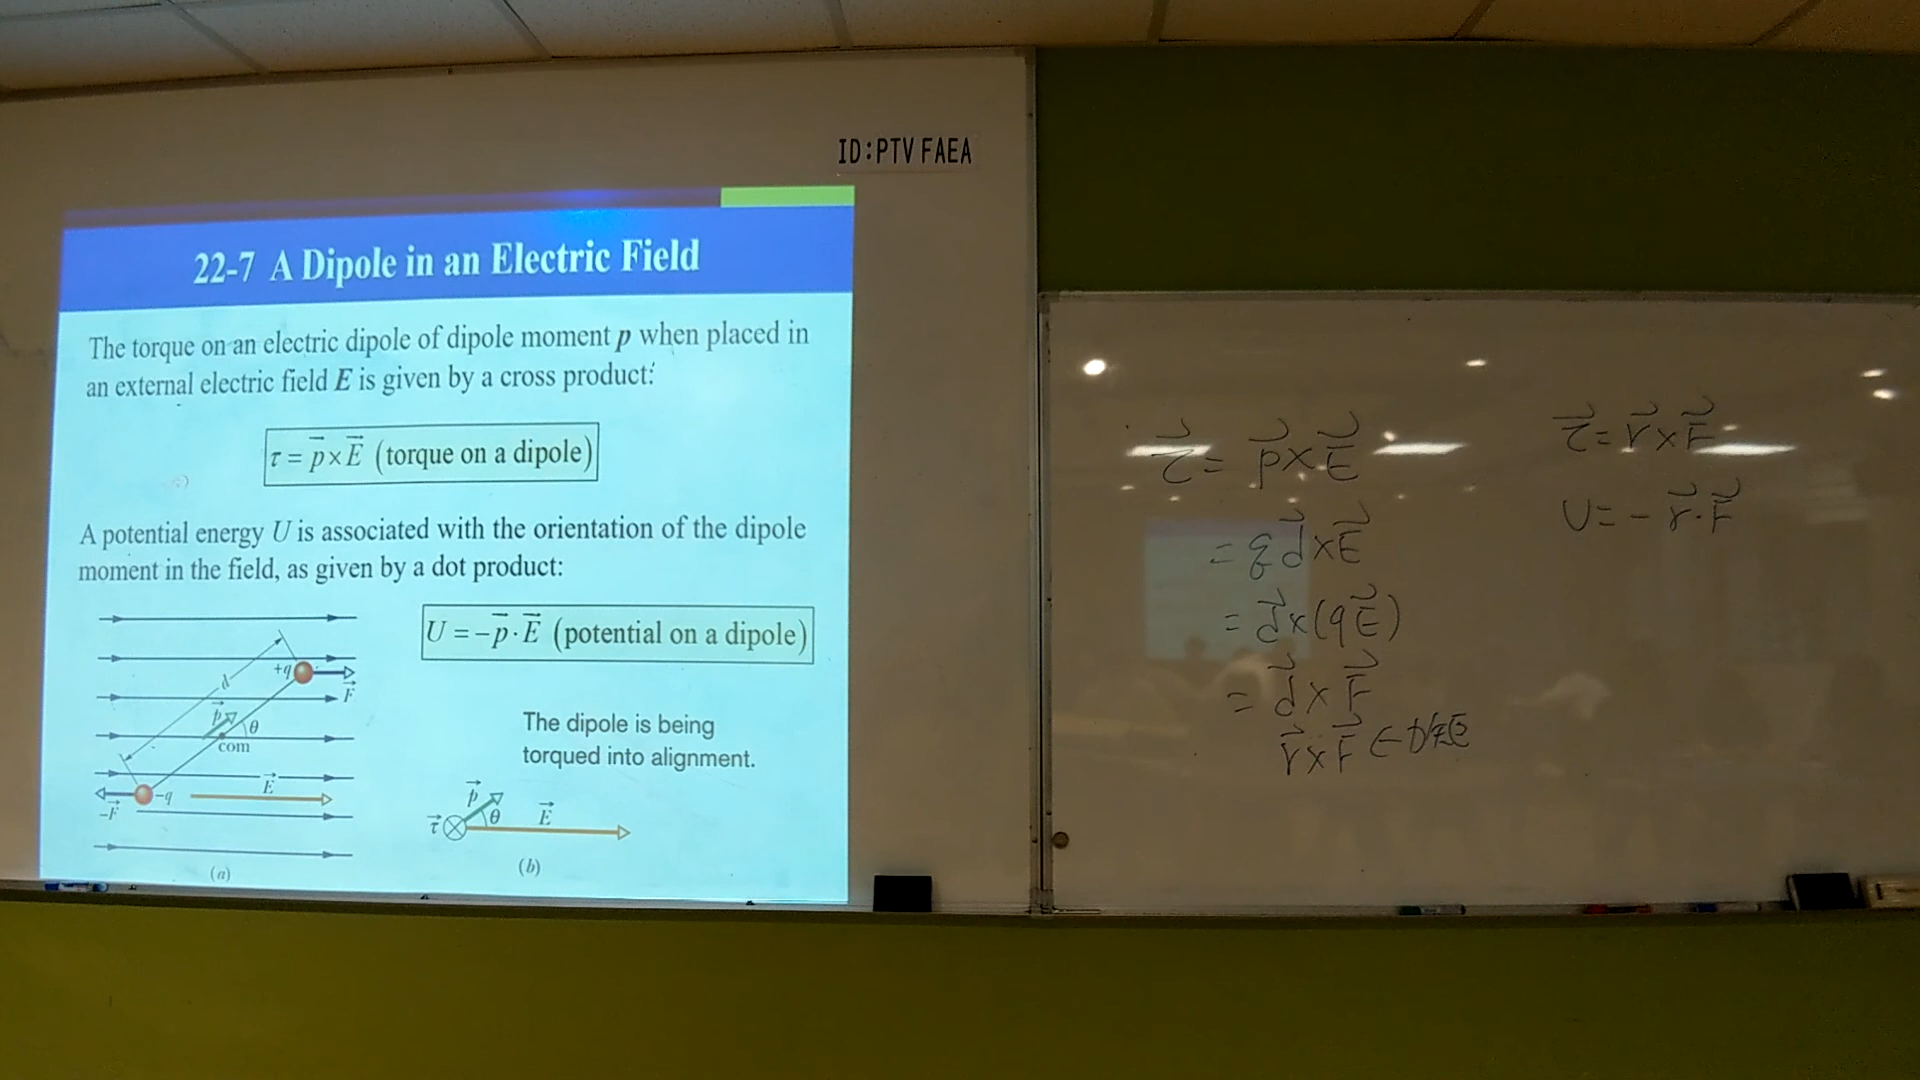 ID:PTV FAEA
22-7 A Dipole in an Electric Field
The torque on an electric dipole of dipole moment p when placed in
an external electric field E is given by a cross product:
τ = p⃗ × E⃗ (torque on a dipole)
A potential energy U is associated with the orientation of the dipole
moment in the field, as given by a dot product:
U = −p⃗ · E⃗ (potential on a dipole)
+q
F⃗
d
p⃗
θ
com
E⃗
−q
−F⃗
(a)
The dipole is being
torqued into alignment.
p⃗
τ⃗
θ
E⃗
(b)
τ⃗ = p⃗ × E⃗
= q d⃗ × E⃗
= d⃗ × (q E⃗)
= d⃗ × F⃗
r⃗ × F⃗ ← 力矩
τ⃗ = r⃗ × F⃗
U = − r⃗ · F⃗